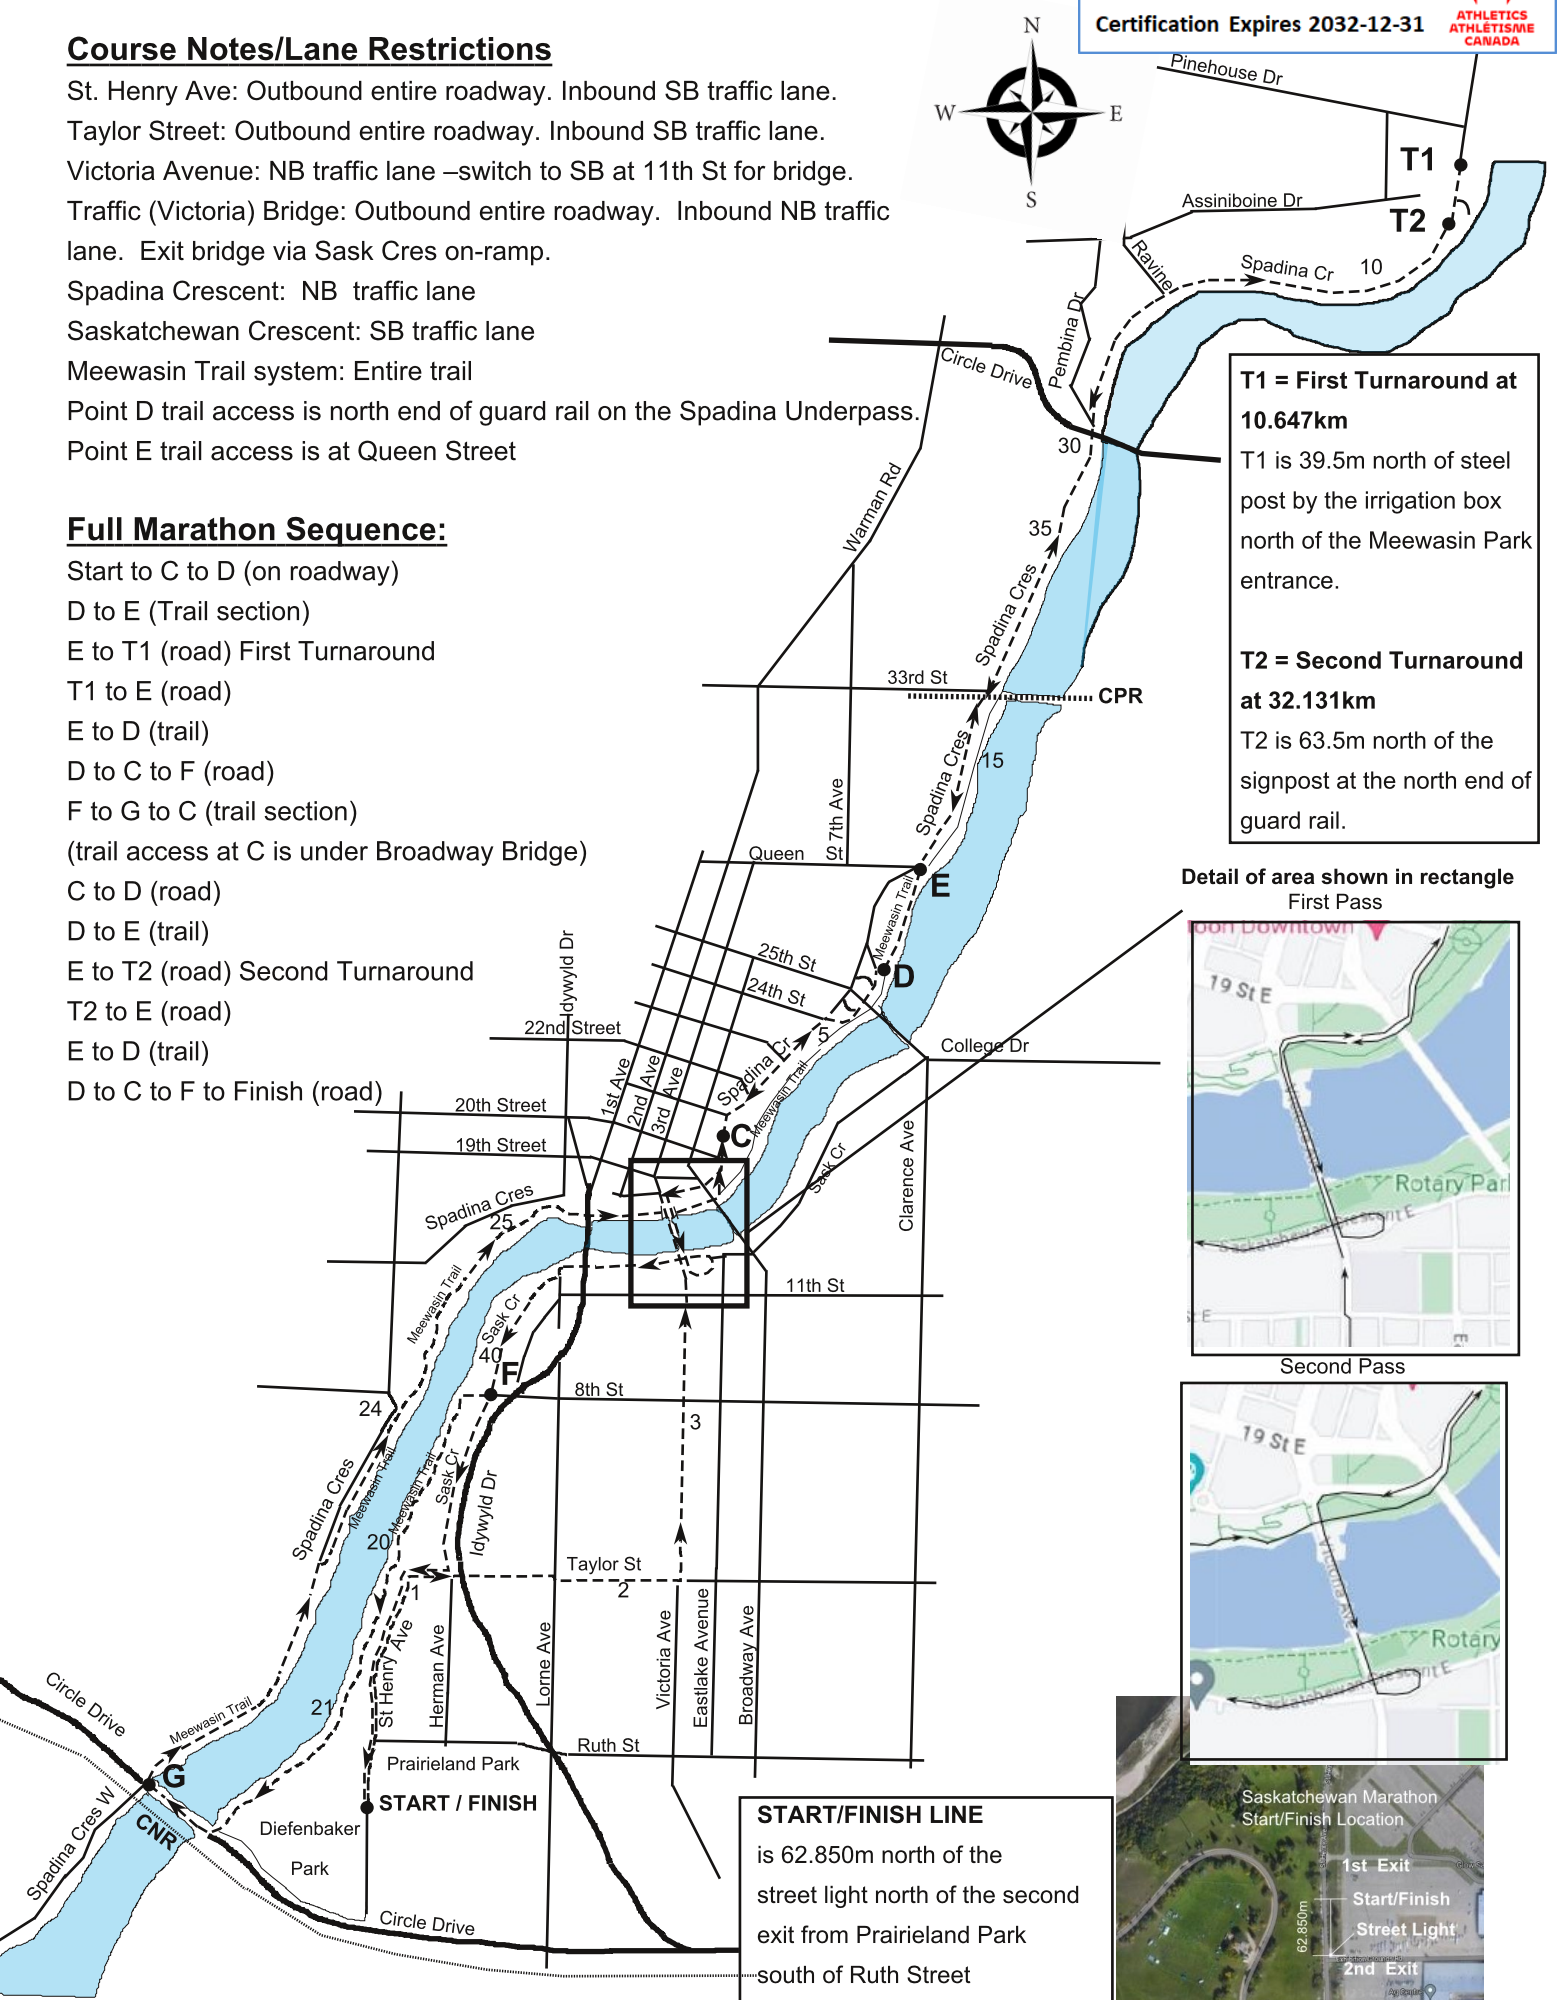 Certification Expires 2032-12-31
ATHLETICS
ATHLÉTISME
CANADA
Course Notes/Lane Restrictions
St. Henry Ave: Outbound entire roadway. Inbound SB traffic lane.
Taylor Street: Outbound entire roadway. Inbound SB traffic lane.
Victoria Avenue: NB traffic lane –switch to SB at 11th St for bridge.
Traffic (Victoria) Bridge: Outbound entire roadway.  Inbound NB traffic
lane.  Exit bridge via Sask Cres on-ramp.
Spadina Crescent:  NB  traffic lane
Saskatchewan Crescent: SB traffic lane
Meewasin Trail system: Entire trail
Point D trail access is north end of guard rail on the Spadina Underpass.
Point E trail access is at Queen Street
Full Marathon Sequence:
Start to C to D (on roadway)
D to E (Trail section)
E to T1 (road) First Turnaround
T1 to E (road)
E to D (trail)
D to C to F (road)
F to G to C (trail section)
(trail access at C is under Broadway Bridge)
C to D (road)
D to E (trail)
E to T2 (road) Second Turnaround
T2 to E (road)
E to D (trail)
D to C to F to Finish (road)
N
W
E
S
Pinehouse Dr
T1
Assiniboine Dr
T2
Ravine
Spadina Cr
10
Pembina Dr
Circle Drive
30
Warman Rd
35
Spadina Cres
33rd St
CPR
Spadina Cres
15
7th Ave
Queen St
E
Meewasin Trail
D
25th St
24th St
Idywyld Dr
22nd Street
5
Spadina Cr
College Dr
1st Ave
2nd Ave
3rd Ave
Meewasin Trail
20th Street
C
19th Street
Sask Cr
Clarence Ave
Spadina Cres
25
Meewasin Trail
11th St
Sask Cr
40
F
8th St
24
3
Spadina Cres
Meewasin Trail
Meewasin Trail
Sask Cr
Idywyld Dr
20
Taylor St
1
2
St Henry Ave
Herman Ave
Lorne Ave
Victoria Ave
Eastlake Avenue
Broadway Ave
21
Circle Drive
Meewasin Trail
Ruth St
Prairieland Park
G
START / FINISH
CNR
Spadina Cres W
Diefenbaker
Park
Circle Drive
T1 = First Turnaround at
10.647km
T1 is 39.5m north of steel
post by the irrigation box
north of the Meewasin Park
entrance.
T2 = Second Turnaround
at 32.131km
T2 is 63.5m north of the
signpost at the north end of
guard rail.
Detail of area shown in rectangle
First Pass
toon Downtown
19 St E
Rotary Par
Saskatchewan Crescent E
Second Pass
19 St E
Victoria Ave
Rotary
Saskatchewan Crescent E
START/FINISH LINE
is 62.850m north of the
street light north of the second
exit from Prairieland Park
south of Ruth Street
Saskatchewan Marathon
Start/Finish Location
1st Exit
Start/Finish
62.850m
Street Light
2nd Exit